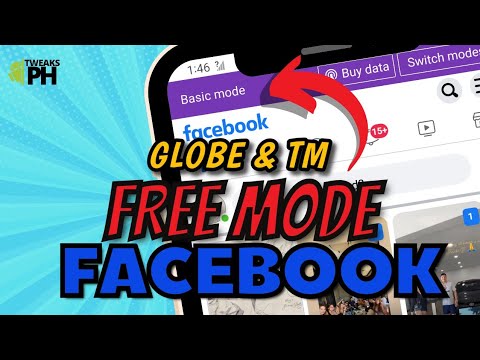 TWEAKS
PH
1:46
Basic mode
Buy data
Switch modes
facebook
15+
GLOBE & TM
1
FREE MODE
FACEBOOK